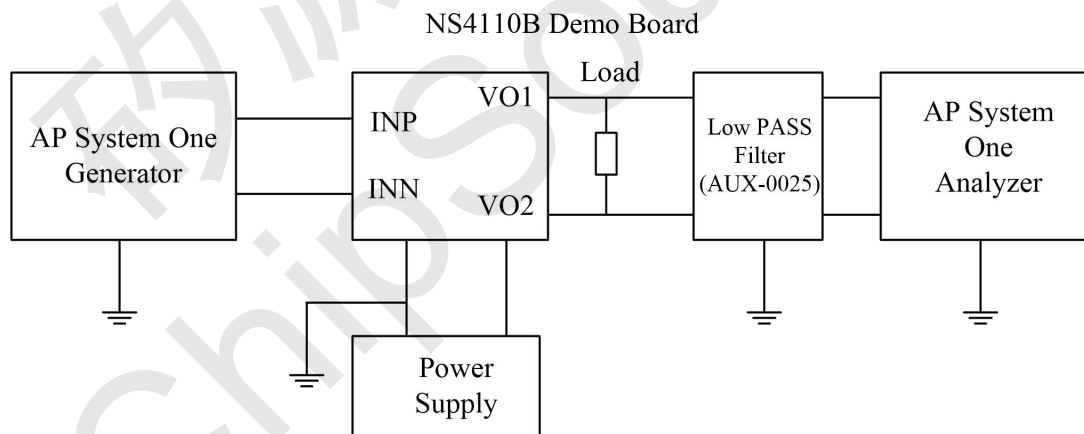 NS4110B Demo Board
AP System One
Generator
INP
INN
VO1
VO2
Load
Low PASS
Filter
(AUX-0025)
AP System
One
Analyzer
Power
Supply